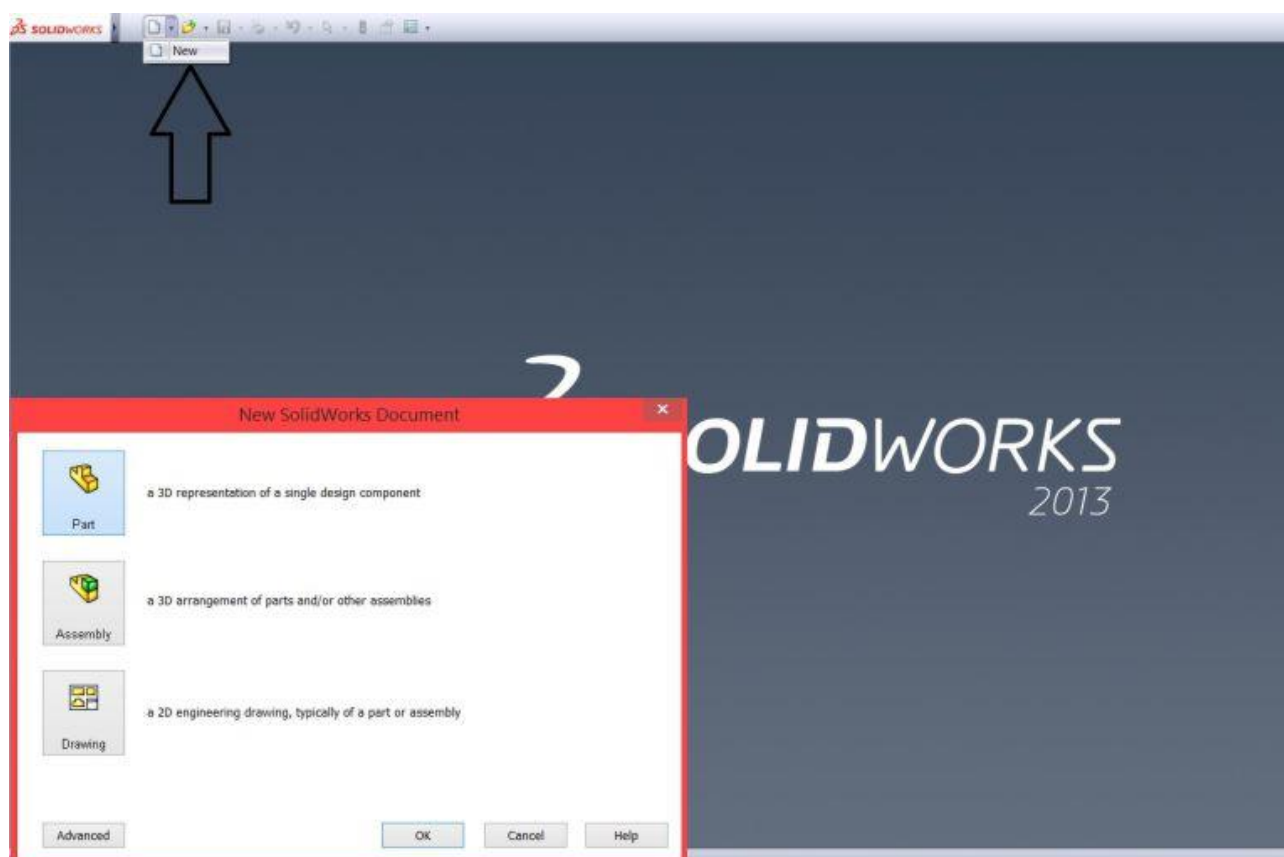 SOLIDWORKS
New
New SolidWorks Document
OLIDWORKS
2013
a 3D representation of a single design component
Part
a 3D arrangement of parts and/or other assemblies
Assembly
a 2D engineering drawing, typically of a part or assembly
Drawing
Advanced OK Cancel Help